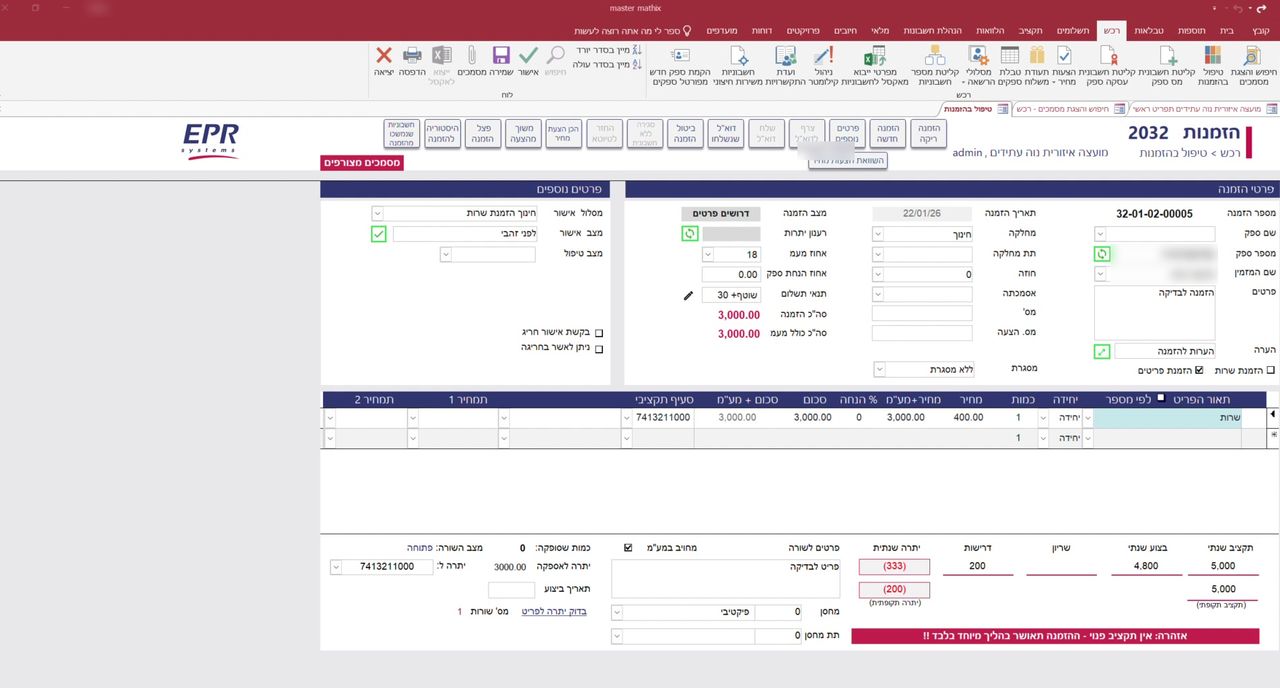 master mathix
קובץ בית תוספות טבלאות רכש תשלומים תקציב הלוואות הנהלת חשבונות מלאי חיובים פרויקטים דוחות מועדפים ספר לי מה אתה רוצה לעשות
חיפוש והצגת מסמכים
טיפול בהזמנות
קליטת חשבונית מס ספק
קליטת חשבונית עסקה ספק
הצעות מחיר
תעודת משלוח
טבלת ספקים
מסלולי הרשאה
קליטת מספר חשבוניות
מפרטי ייבוא מאקסל לחשבוניות
ניהול קילומטר
ועדת התקשרויות
חשבוניות משירות חיצוני
הקמת ספק חדש מפורטל ספקים
מיין בסדר יורד
מיין בסדר עולה
חיפוש
אישור
שמירה
מסמכים
ייצוא לאקסל
הדפסה
יציאה
רכש
לוח
מועצה איזורית נוה עתידים תפריט ראשי
חיפוש והצגת מסמכים - רכש
טיפול בהזמנות
הזמנות 2032
רכש > טיפול בהזמנות
מועצה איזורית נוה עתידים , admin
הזמנה ריקה
הזמנה חדשה
פרטים נוספים
צרף לדוא"ל
שלח דוא"ל
דוא"ל שנשלחו
ביטול הזמנה
סגירה ללא חשבונית
החזר לטיוטא
הכן הצעת מחיר
משוך מהצעה
פצל הזמנה
היסטוריה להזמנה
חשבוניות שנמשכו מהזמנה
השוואת הצעות מחיר
EPR
systems
מסמכים מצורפים
פרטי הזמנה
מספר הזמנה 32-01-02-00005
שם ספק
מספר ספק
שם המזמין
פרטים הזמנה לבדיקה
הערה הערות להזמנה
הזמנת שרות הזמנת פריטים
תאריך הזמנה 22/01/26
מחלקה חינוך
תת מחלקה
חוזה 0
אסמכתה
מס'
מס. הצעה
מסגרת ללא מסגרת
מצב הזמנה דרושים פרטים
רענון יתרות
אחוז מעמ 18
אחוז הנחת ספק 0.00
תנאי תשלום שוטף+ 30
סה"כ הזמנה 3,000.00
סה"כ כולל מעמ 3,000.00
פרטים נוספים
מסלול אישור חינוך הזמנת שרות
מצב אישור לפני זהבי
מצב טיפול
בקשת אישור חריג
ניתן לאשר בחריגה
תאור הפריט לפי מספר יחידה כמות מחיר מחיר+מע"מ % הנחה סכום סכום + מע"מ סעיף תקציבי תמחיר 1 תמחיר 2
שרות יחידה 1 400.00 3,000.00 0 3,000.00 3,000.00 7413211000
יחידה 1
תקציב שנתי בצוע שנתי שריון דרישות יתרה שנתית
5,000 4,800 200 (333)
5,000 (200)
(תקציב תקופתי) (יתרה תקופתית)
אזהרה: אין תקציב פנוי - ההזמנה תאושר בהליך מיוחד בלבד !!
פרטים לשורה מחויב במע"מ
פריט לבדיקה
מחסן 0 פיקטיבי
תת מחסן 0
כמות שסופקה: 0 מצב השורה: פתוחה
יתרה לאספקה 3000.00 יתרה ל: 7413211000
תאריך ביצוע
בדוק יתרה לפריט מס' שורות 1